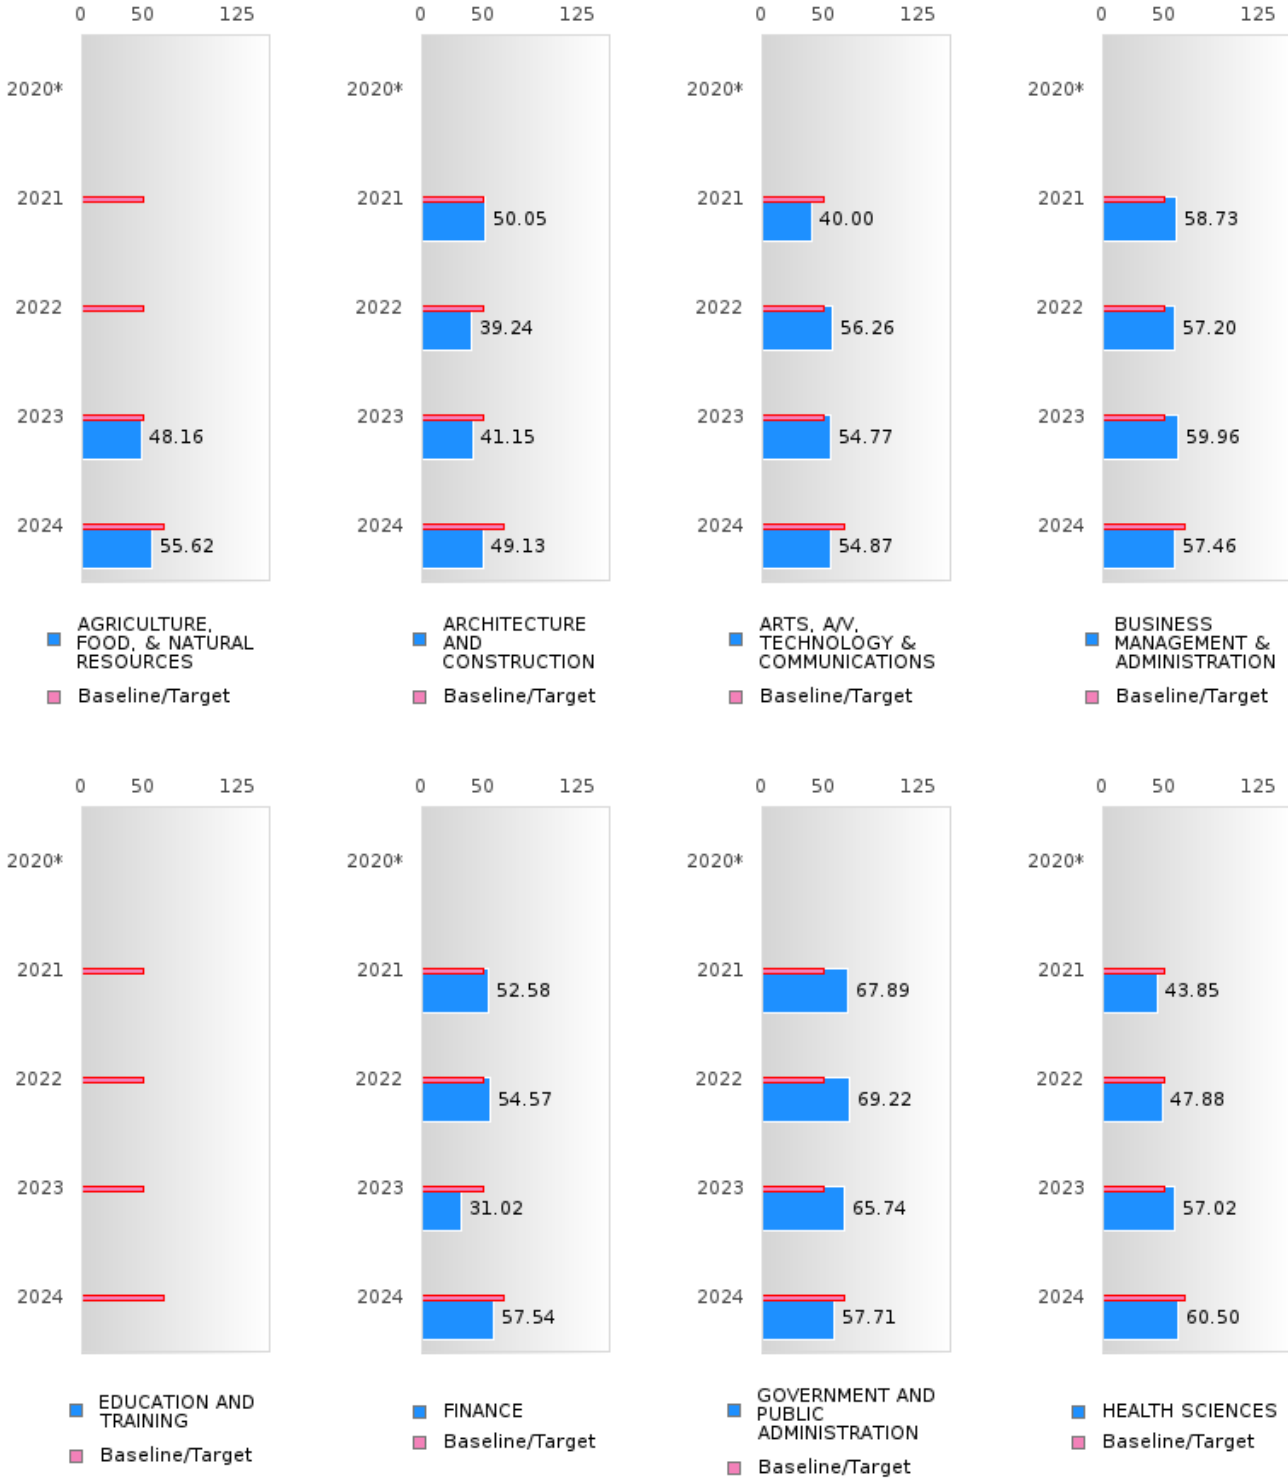 0 50 125 0 50 125 0 50 125 0 50 125
2020* 2020* 2020* 2020*
2021 2021 2021 2021
50.05 40.00 58.73
2022 2022 2022 2022
39.24 56.26 57.20
2023 2023 2023 2023
48.16 41.15 54.77 59.96
2024 2024 2024 2024
55.62 49.13 54.87 57.46
AGRICULTURE,
FOOD, & NATURAL
RESOURCES
Baseline/Target
ARCHITECTURE
AND
CONSTRUCTION
Baseline/Target
ARTS, A/V,
TECHNOLOGY &
COMMUNICATIONS
Baseline/Target
BUSINESS
MANAGEMENT &
ADMINISTRATION
Baseline/Target
0 50 125 0 50 125 0 50 125 0 50 125
2020* 2020* 2020* 2020*
2021 2021 2021 2021
52.58 67.89 43.85
2022 2022 2022 2022
54.57 69.22 47.88
2023 2023 2023 2023
31.02 65.74 57.02
2024 2024 2024 2024
57.54 57.71 60.50
EDUCATION AND
TRAINING
Baseline/Target
FINANCE
Baseline/Target
GOVERNMENT AND
PUBLIC
ADMINISTRATION
Baseline/Target
HEALTH SCIENCES
Baseline/Target